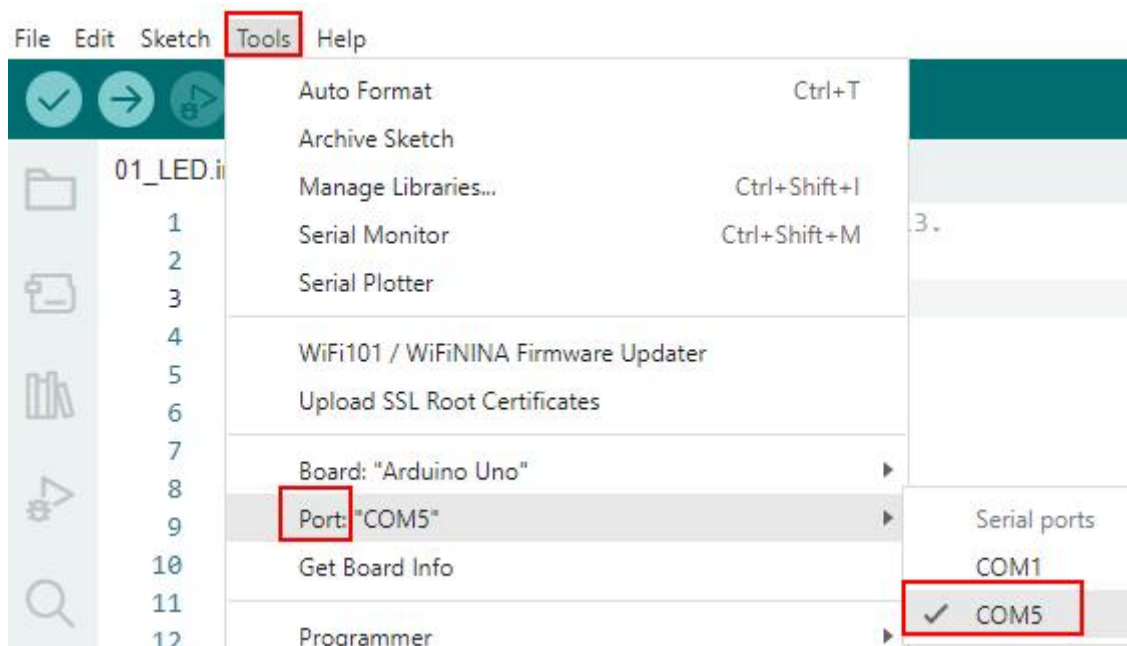 File Edit Sketch Tools Help
Auto Format Ctrl+T
Archive Sketch
01_LED.i
Manage Libraries... Ctrl+Shift+I
1
Serial Monitor Ctrl+Shift+M
3.
2
Serial Plotter
3
4
WiFi101 / WiFiNINA Firmware Updater
5
Upload SSL Root Certificates
6
7
Board: "Arduino Uno"
8
Port: "COM5"
Serial ports
9
Get Board Info
COM1
10
11
COM5
12
Programmer